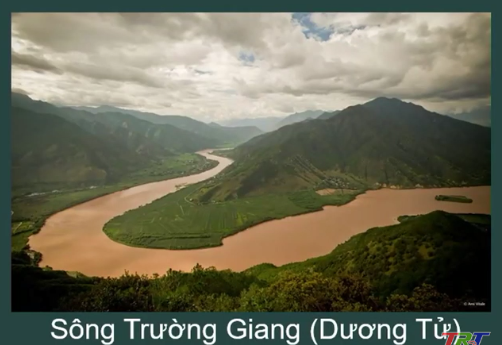 Sông Trường Giang (Dương Tử)
TRT